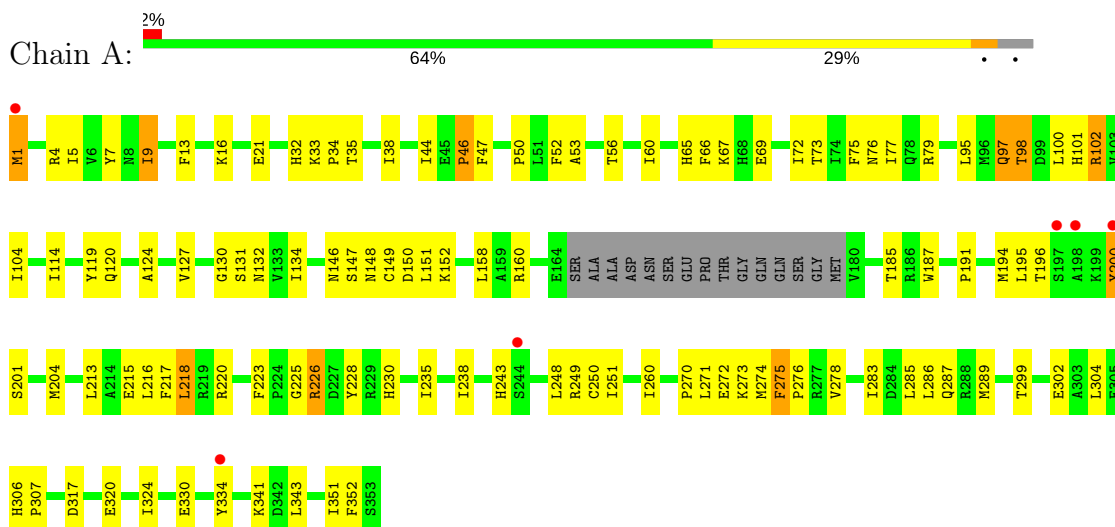 2%
Chain A:
64% 29% • •
M1 R4 I5 V6 Y7 N8 I9 F13 K16 E21 H32 K33 P34 T35 I38 I44 E45 P46 F47 P50 L51 F52 A53 T56 I60 H65 F66 K67 H68 E69 I72 T73 I74 F75 N76 I77 Q78 R79 L95 M96 Q97 T98 D99 L100 H101 R102 V103
I104 I114 Y119 Q120 A124 V127 G130 S131 N132 V133 I134 N146 S147 N148 C149 D150 L151 K152 L158 A159 R160 E164 SER ALA ALA ASP ASN SER GLU PRO THR GLY GLN GLN SER GLY MET V180 T185 R186 W187 P191 M194 L195 T196 S197 A198 K199 Y200
S201 M204 L213 A214 E215 L216 F217 L218 R219 R220 F223 P224 G225 R226 D227 Y228 R229 H230 I235 I238 H243 S244 L248 R249 C250 I251 I260 P270 L271 E272 K273 M274 F275 P276 R277 V278 I283 D284 L285 L286 Q287 R288 M289 T299 E302 A303 L304 F305
H306 P307 D317 E320 I324 E330 Y334 K341 D342 L343 I351 F352 S353